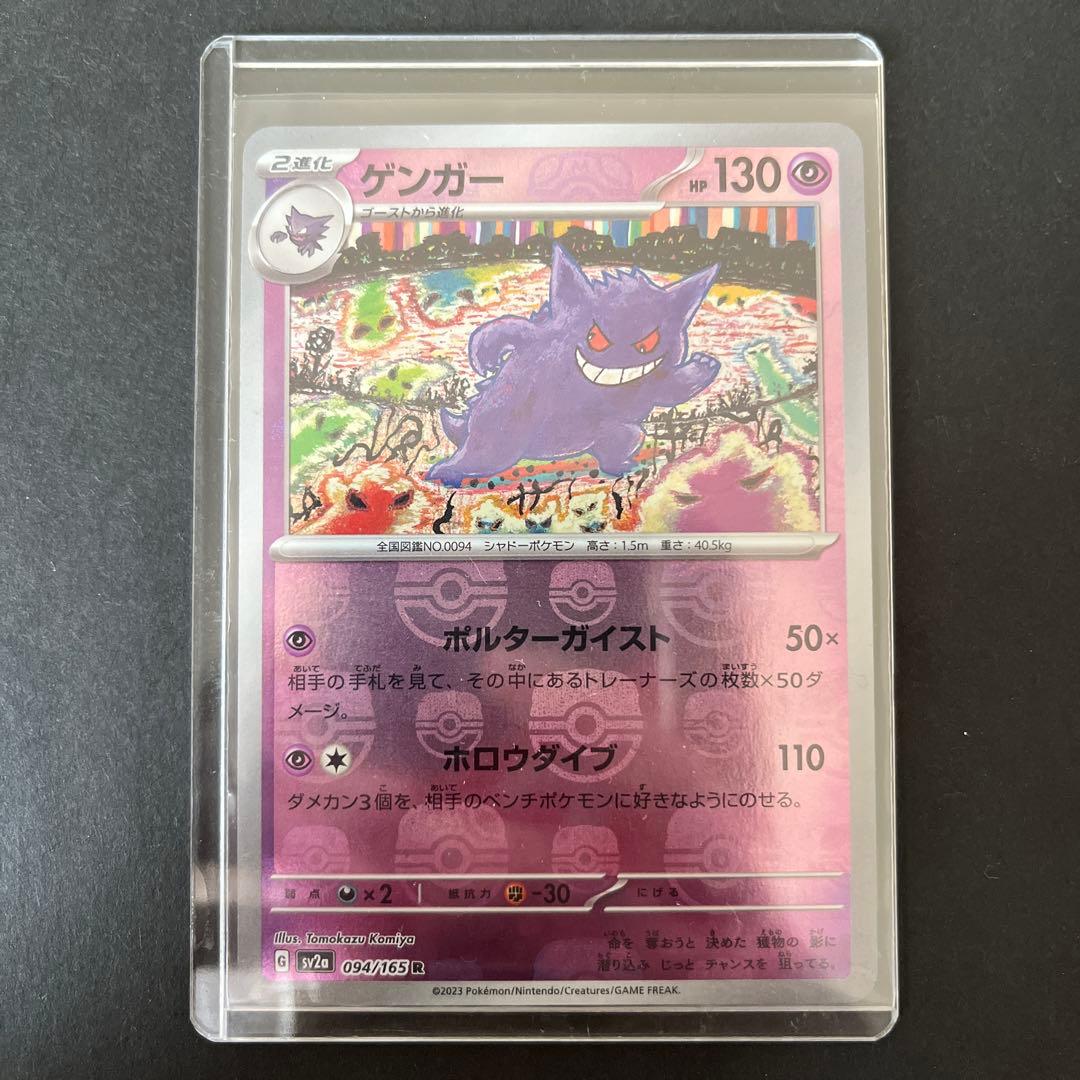 2進化
ゲンガー
HP 130
ゴーストから進化
全国図鑑NO.0094 シャドーポケモン 高さ：1.5m 重さ：40.5kg
ポルターガイスト 50×
相手の手札を見て、その中にあるトレーナーズの枚数×50ダ
メージ。
ホロウダイブ 110
ダメカン3個を、相手のベンチポケモンに好きなようにのせる。
弱点 ×2 抵抗力 -30 にげる
Illus. Tomokazu Komiya
G sv2a 094/165 R
命を 奪おうと 決めた 獲物の 影に
潜り込み じっと チャンスを 狙ってる。
©2023 Pokémon/Nintendo/Creatures/GAME FREAK.